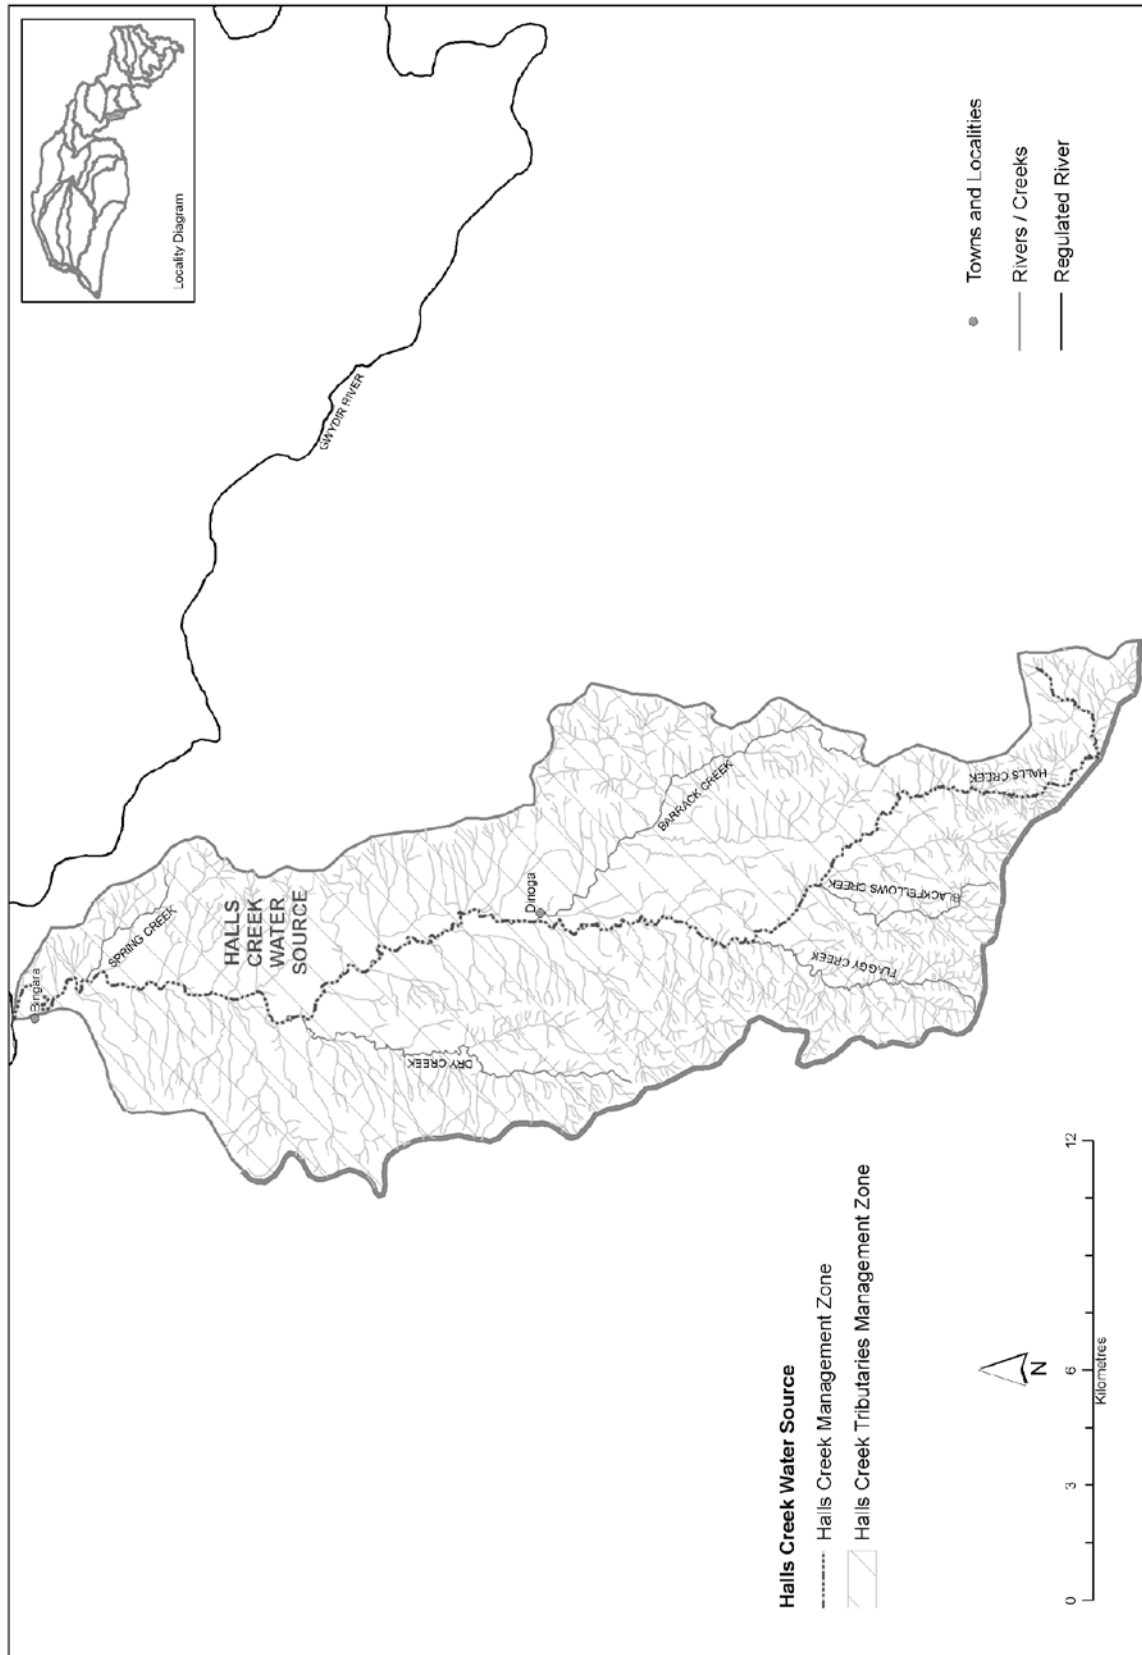 Locality Diagram
Bingara
SPRING CREEK
HALLS
CREEK
WATER
SOURCE
DRY CREEK
Dinoga
BARRACK CREEK
FLAGGY CREEK
BLACKFELLOWS CREEK
HALLS CREEK
GWYDIR RIVER
Towns and Localities
Rivers / Creeks
Regulated River
Halls Creek Water Source
Halls Creek Management Zone
Halls Creek Tributaries Management Zone
N
0 3 6 12
Kilometres